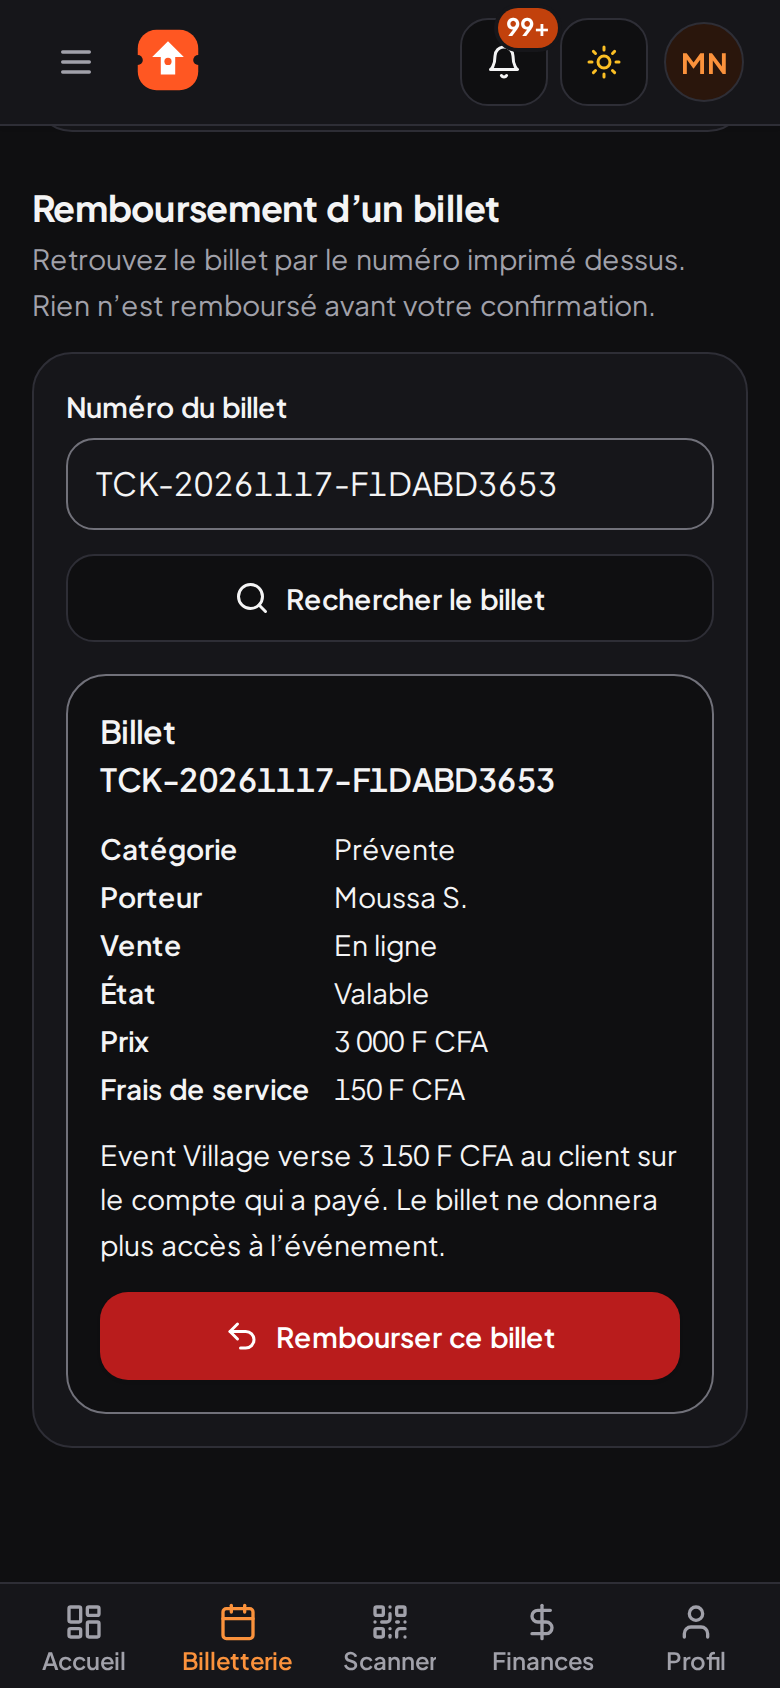 99+
MN
Remboursement d’un billet
Retrouvez le billet par le numéro imprimé dessus.
Rien n’est remboursé avant votre confirmation.
Numéro du billet
TCK-20261117-F1DABD3653
Rechercher le billet
Billet
TCK-20261117-F1DABD3653
Catégorie Prévente
Porteur Moussa S.
Vente En ligne
État Valable
Prix 3 000 F CFA
Frais de service 150 F CFA
Event Village verse 3 150 F CFA au client sur
le compte qui a payé. Le billet ne donnera
plus accès à l’événement.
Rembourser ce billet
Accueil Billetterie Scanner Finances Profil